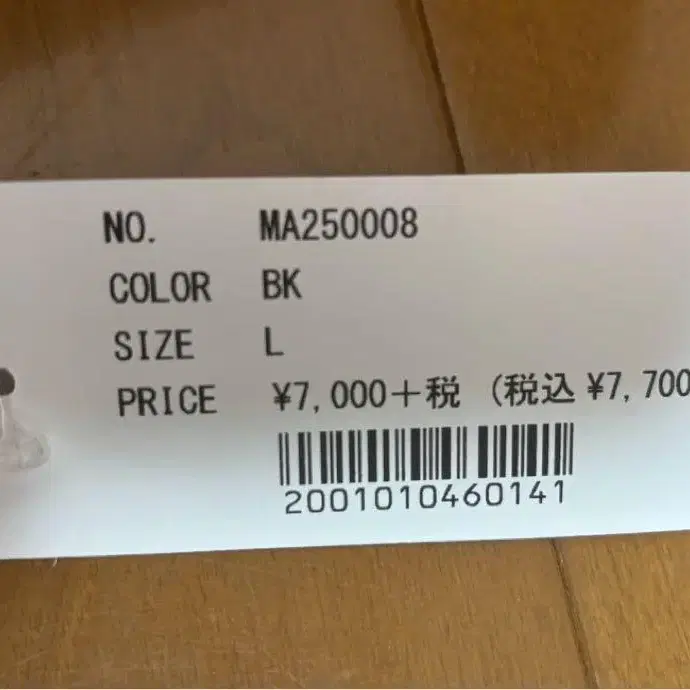 NO. MA250008
COLOR BK
SIZE L
PRICE ¥7,000+税 (税込 ¥7,700
2001010460141